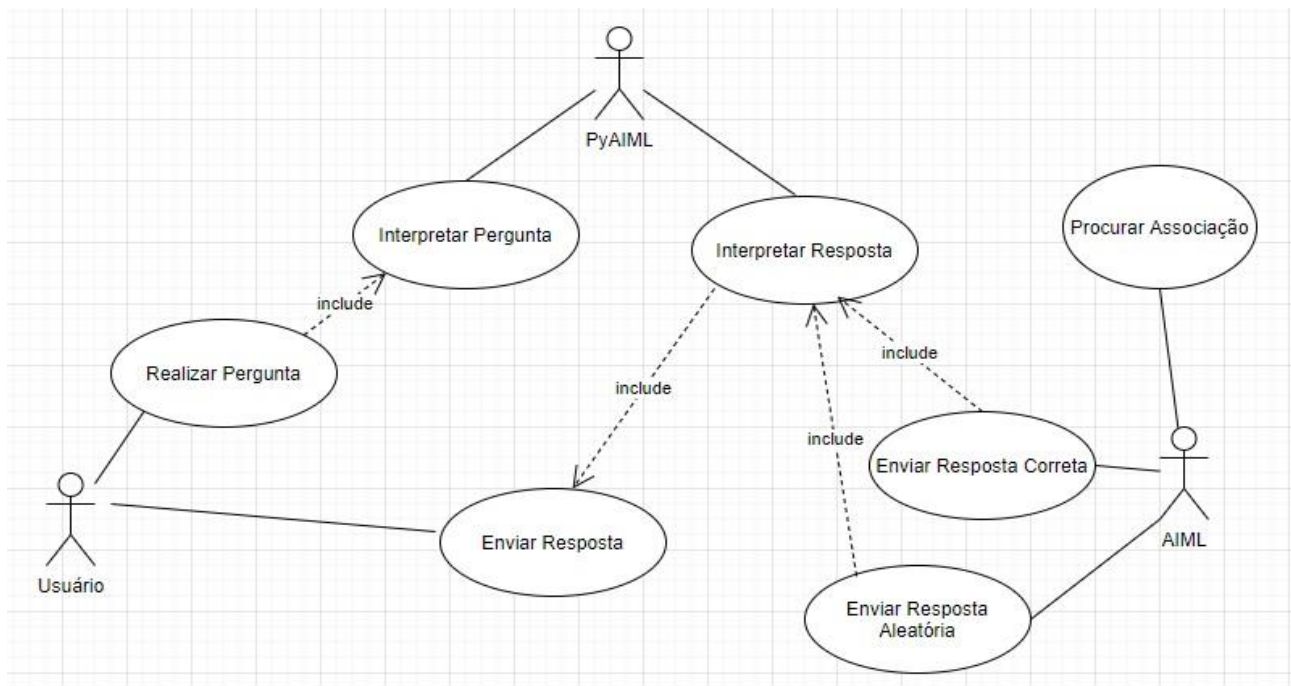 PyAIML
Procurar Associação
Interpretar Pergunta
Interpretar Resposta
include
Realizar Pergunta
include
include
include
Enviar Resposta Correta
Enviar Resposta
AIML
Usuário
Enviar Resposta
Aleatória